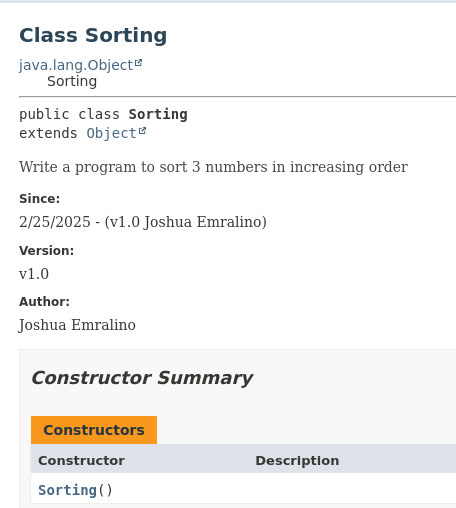 Class Sorting
java.lang.Object
Sorting
public class Sorting
extends Object
Write a program to sort 3 numbers in increasing order
Since:
2/25/2025 - (v1.0 Joshua Emralino)
Version:
v1.0
Author:
Joshua Emralino
Constructor Summary
Constructors
Constructor Description
Sorting()